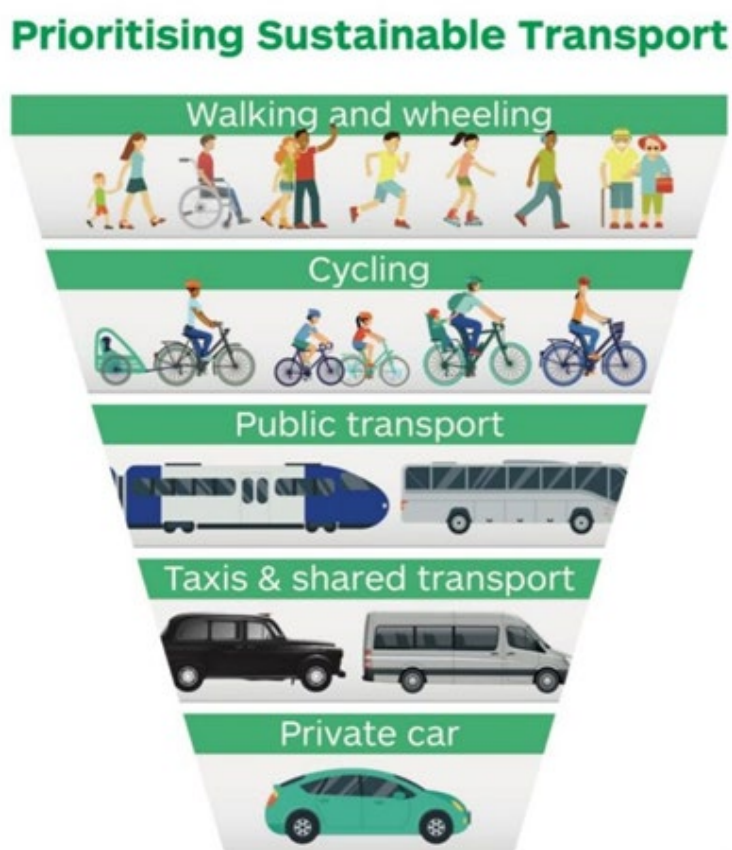 Prioritising Sustainable Transport
Walking and wheeling
Cycling
Public transport
Taxis & shared transport
Private car